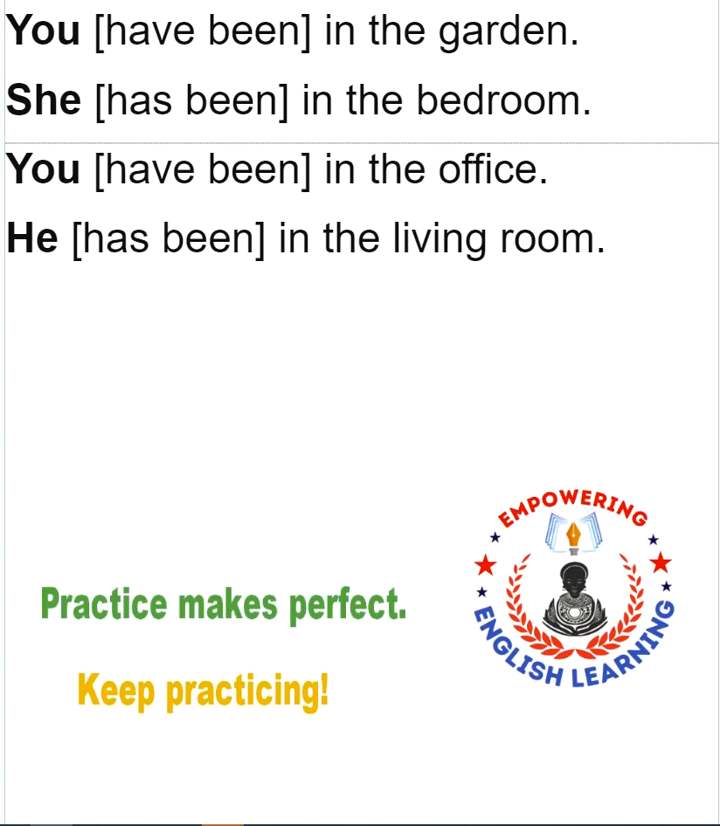 You [have been] in the garden.
She [has been] in the bedroom.
You [have been] in the office.
He [has been] in the living room.
EMPOWERING
ENGLISH LEARNING
Practice makes perfect.
Keep practicing!